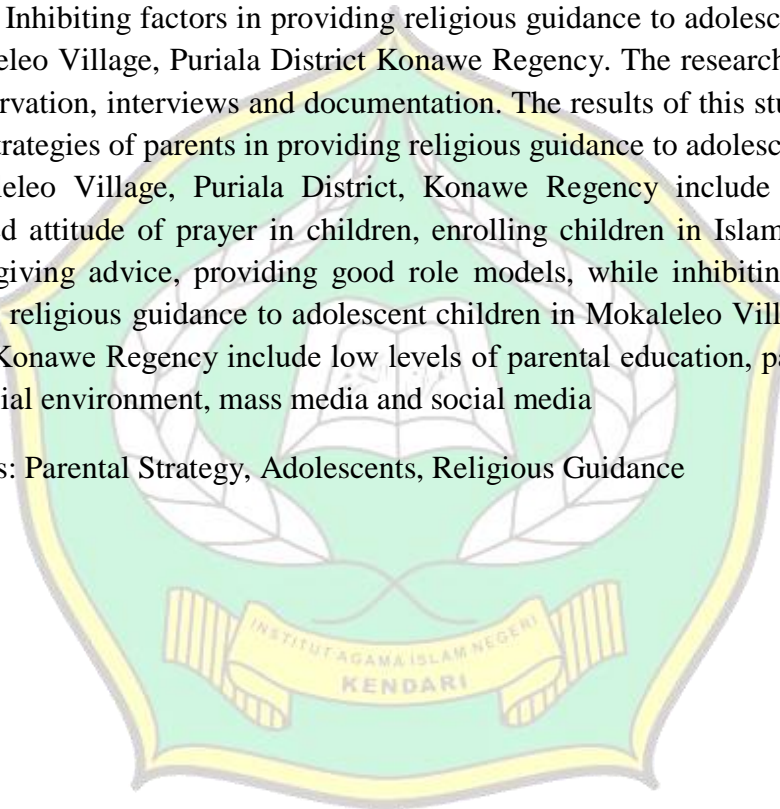 Inhibiting factors in providing religious guidance to adolesc
eleo Village, Puriala District Konawe Regency. The research
rvation, interviews and documentation. The results of this stu
trategies of parents in providing religious guidance to adolesc
leleo Village, Puriala District, Konawe Regency include
d attitude of prayer in children, enrolling children in Islam
giving advice, providing good role models, while inhibitin
religious guidance to adolescent children in Mokaleleo Vill
Konawe Regency include low levels of parental education, pa
ial environment, mass media and social media
s: Parental Strategy, Adolescents, Religious Guidance
INSTITUT AGAMA ISLAM NEGERI
KENDARI